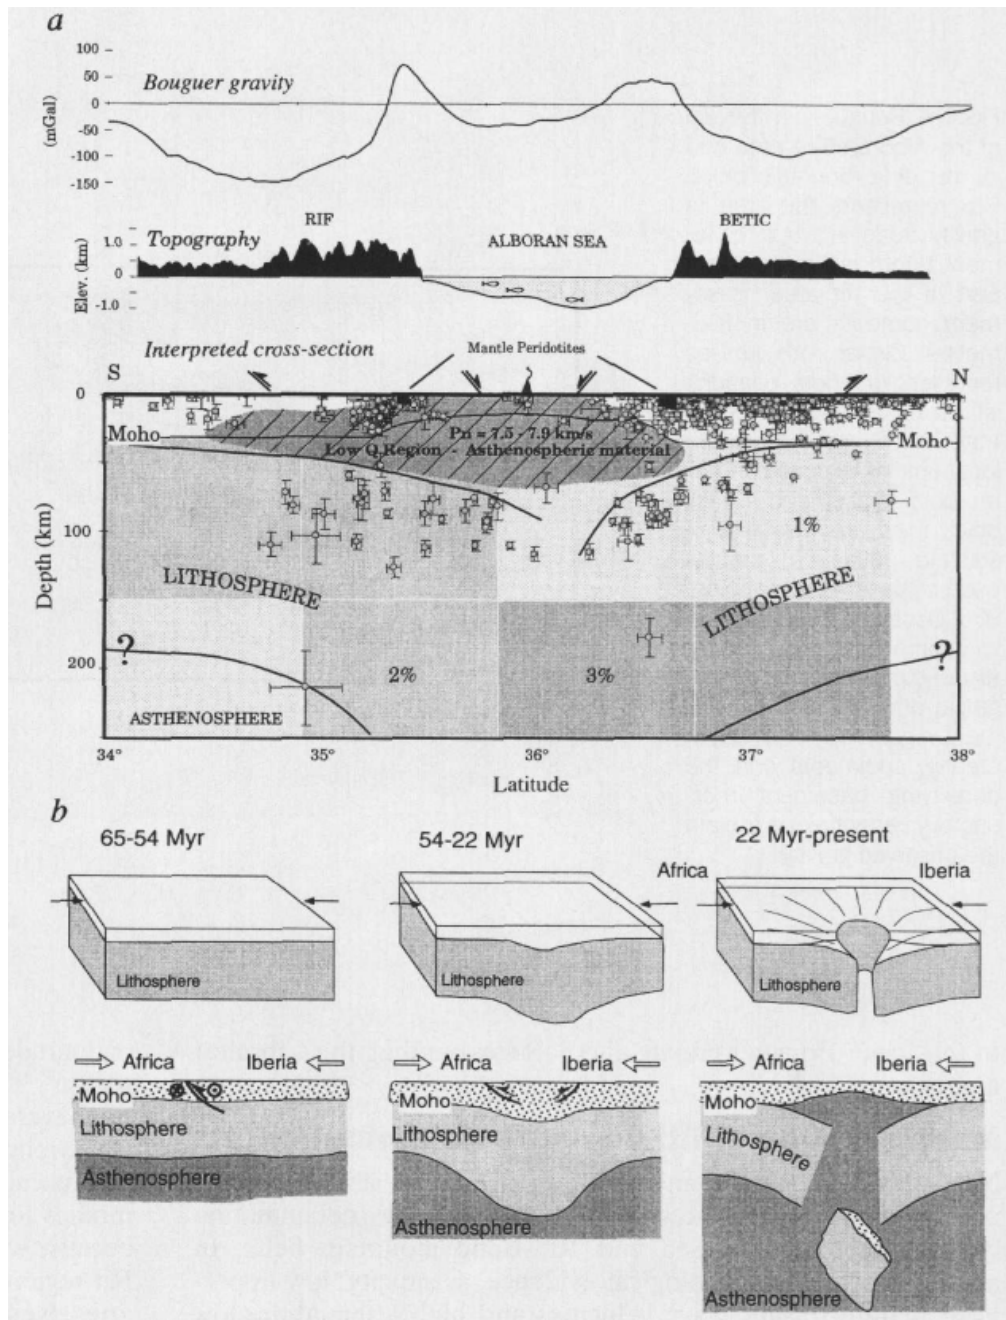 a
100
50
0
-50
-100
-150
(mGal)
Bouguer gravity
RIF
BETIC
Topography
ALBORAN SEA
1.0
0
-1.0
Elev. (km)
Interpreted cross-section
Mantle Peridotites
S
N
0
Moho
Pn = 7.5 - 7.9 km/s
Moho
Low Q Region - Asthenospheric material
100
1%
Depth (km)
LITHOSPHERE
LITHOSPHERE
?
?
200
2%
3%
ASTHENOSPHERE
34°
35°
36°
37°
38°
Latitude
b
65-54 Myr
54-22 Myr
22 Myr-present
Africa
Iberia
Lithosphere
Lithosphere
Lithosphere
Africa
Iberia
Africa
Iberia
Africa
Iberia
Moho
Moho
Moho
Lithosphere
Lithosphere
Lithosphere
Asthenosphere
Asthenosphere
Asthenosphere